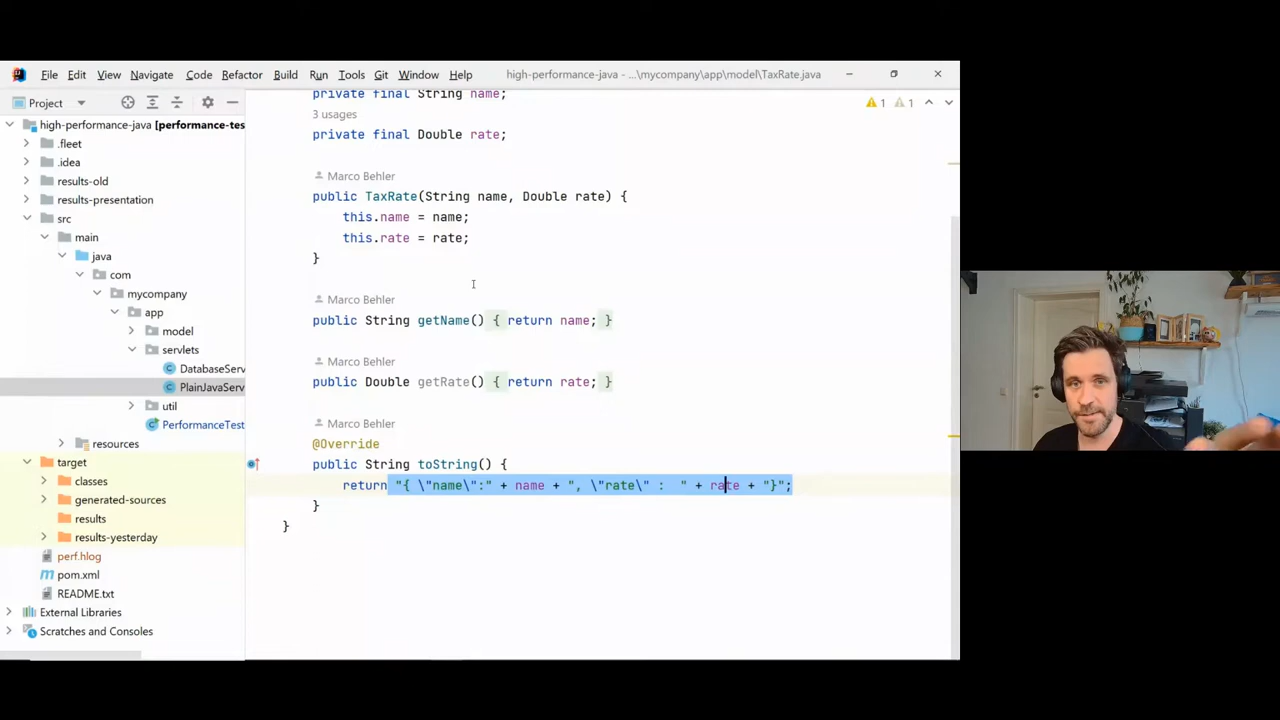 File Edit View Navigate Code Refactor Build Run Tools Git Window Help high-performance-java - ...\mycompany\app\model\TaxRate.java
Project
high-performance-java [performance-tes
.fleet
.idea
results-old
results-presentation
src
main
java
com
mycompany
app
model
servlets
DatabaseServ
PlainJavaServ
util
PerformanceTest
resources
target
classes
generated-sources
results
results-yesterday
perf.hlog
pom.xml
README.txt
External Libraries
Scratches and Consoles
1 1
private final String name;
3 usages
private final Double rate;
Marco Behler
public TaxRate(String name, Double rate) {
this.name = name;
this.rate = rate;
}
Marco Behler
public String getName() { return name; }
Marco Behler
public Double getRate() { return rate; }
Marco Behler
@Override
public String toString() {
return "{ \"name\":" + name + ", \"rate\" :  " + rate + "}";
}
}